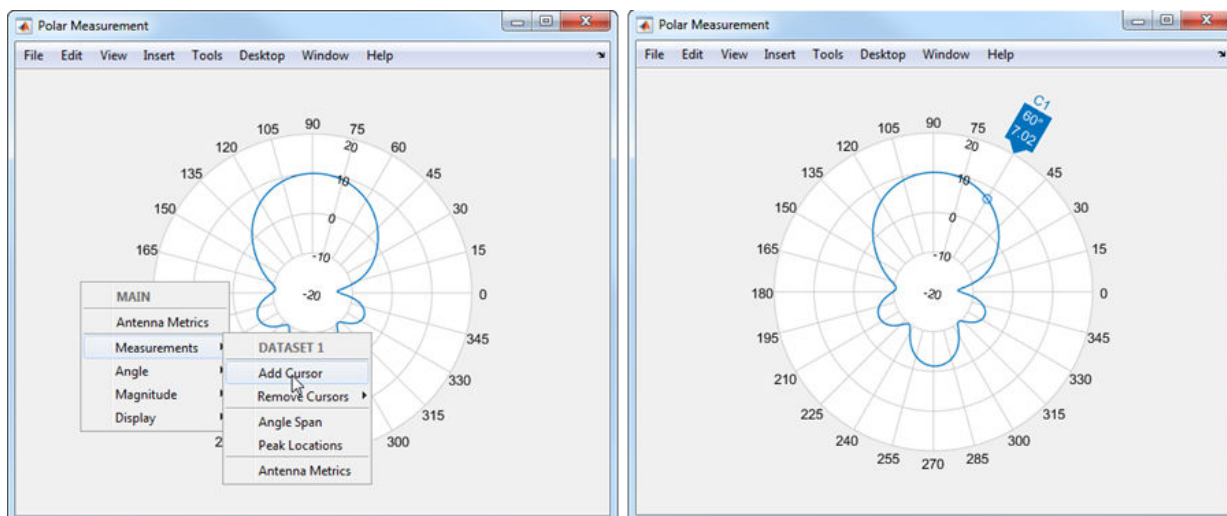 Polar Measurement
File Edit View Insert Tools Desktop Window Help
90
105 75
120 20 60
135 10 45
150 0 30
165 -10 15
-20 0
MAIN
Antenna Metrics
Measurements
Angle
Magnitude
Display
DATASET 1
Add Cursor
Remove Cursors
Angle Span
Peak Locations
Antenna Metrics
345
330
315
2 300
Polar Measurement
File Edit View Insert Tools Desktop Window Help
C1
60°
7.02
90
105 75
120 20
135 10 45
150 0 30
165 -10 15
180 -20 0
195 345
210 330
225 315
240 300
255 270 285